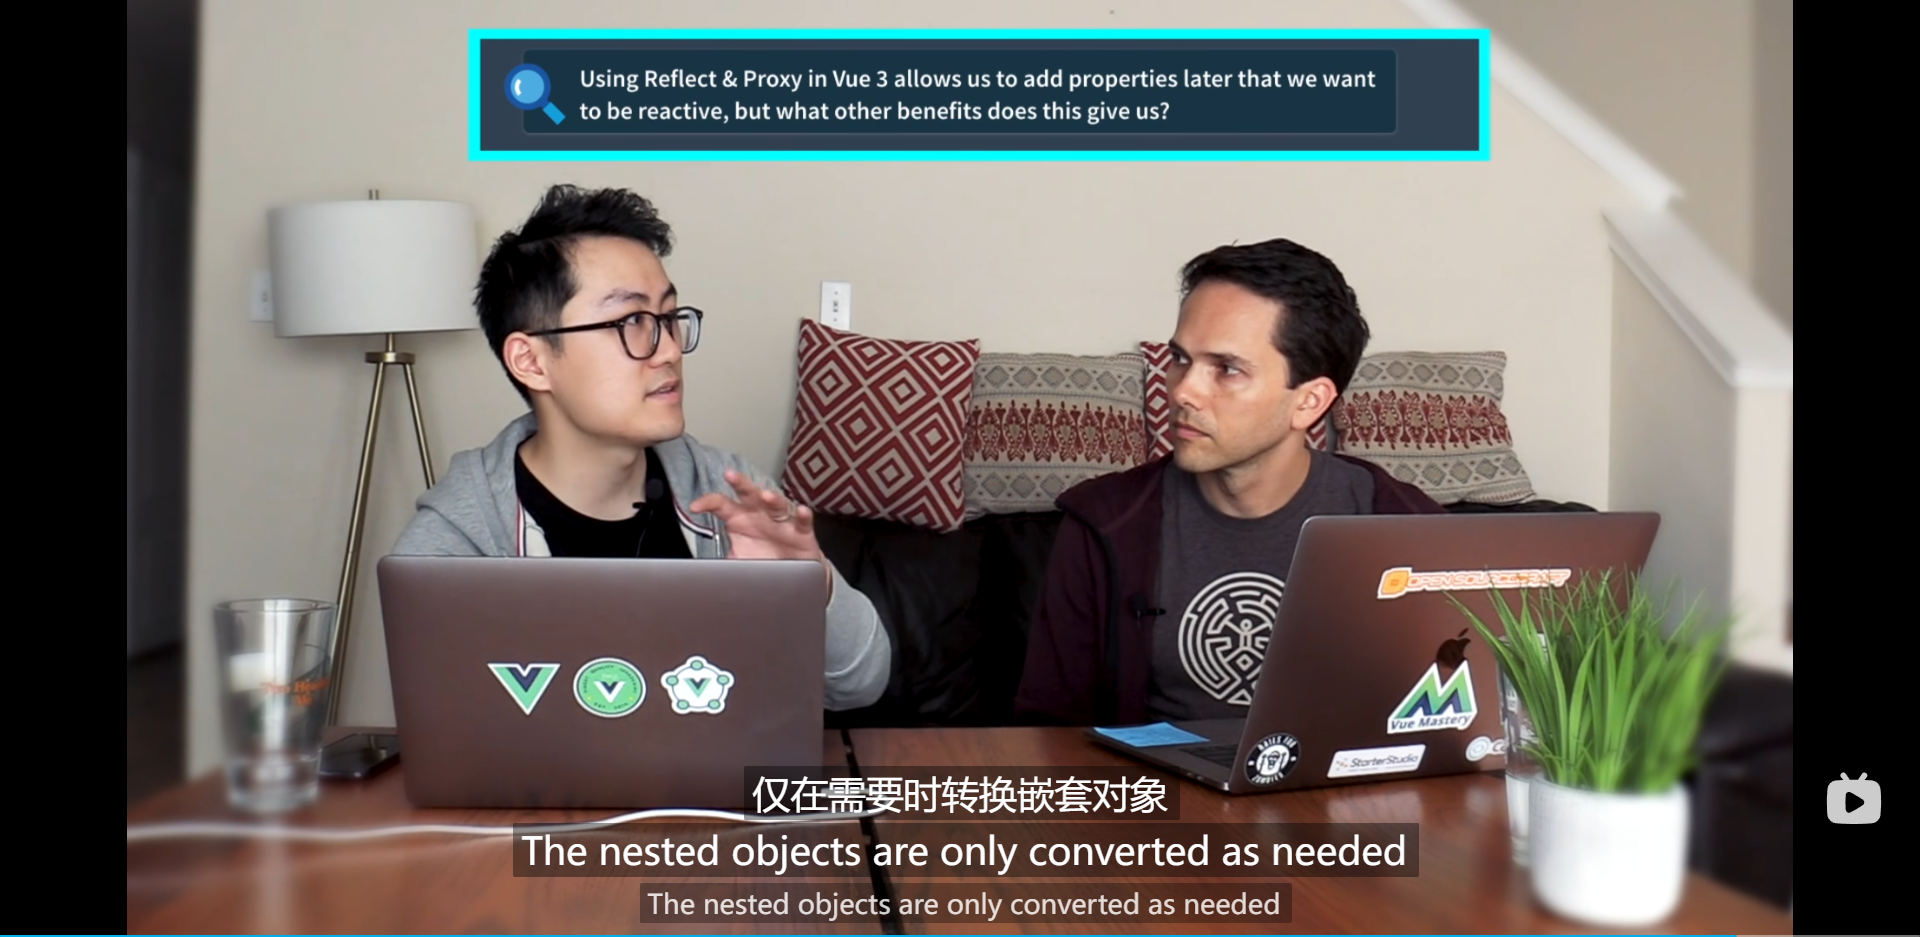 Using Reflect & Proxy in Vue 3 allows us to add properties later that we want
to be reactive, but what other benefits does this give us?
OPENSOURCECRAFT
Vue Mastery
StarterStudio
仅在需要时转换嵌套对象
The nested objects are only converted as needed
The nested objects are only converted as needed